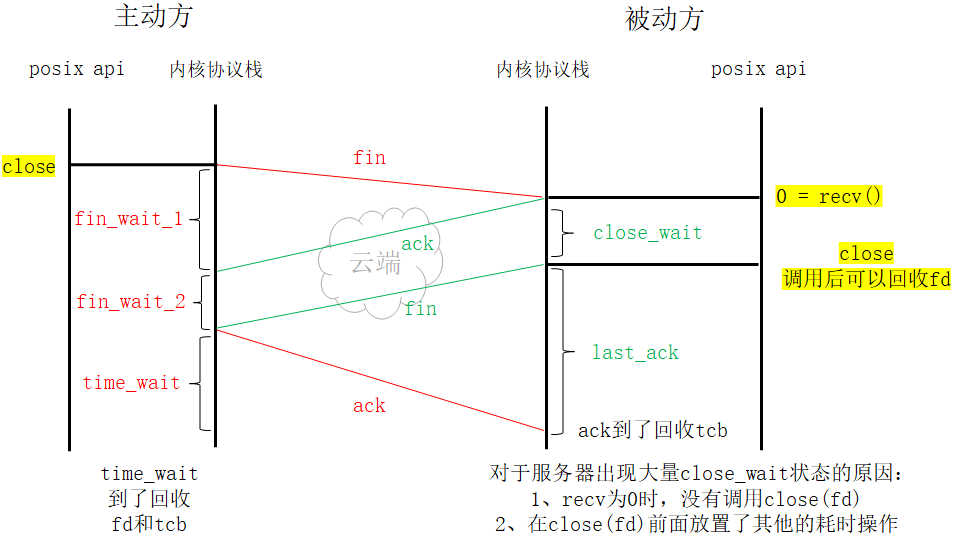 主动方
被动方
posix api
内核协议栈
内核协议栈
posix api
close
fin
0 = recv()
fin_wait_1
ack
close_wait
云端
close
调用后可以回收fd
fin_wait_2
fin
last_ack
time_wait
ack
ack到了回收tcb
time_wait
到了回收
fd和tcb
对于服务器出现大量close_wait状态的原因:
1、recv为0时，没有调用close(fd)
2、在close(fd)前面放置了其他的耗时操作